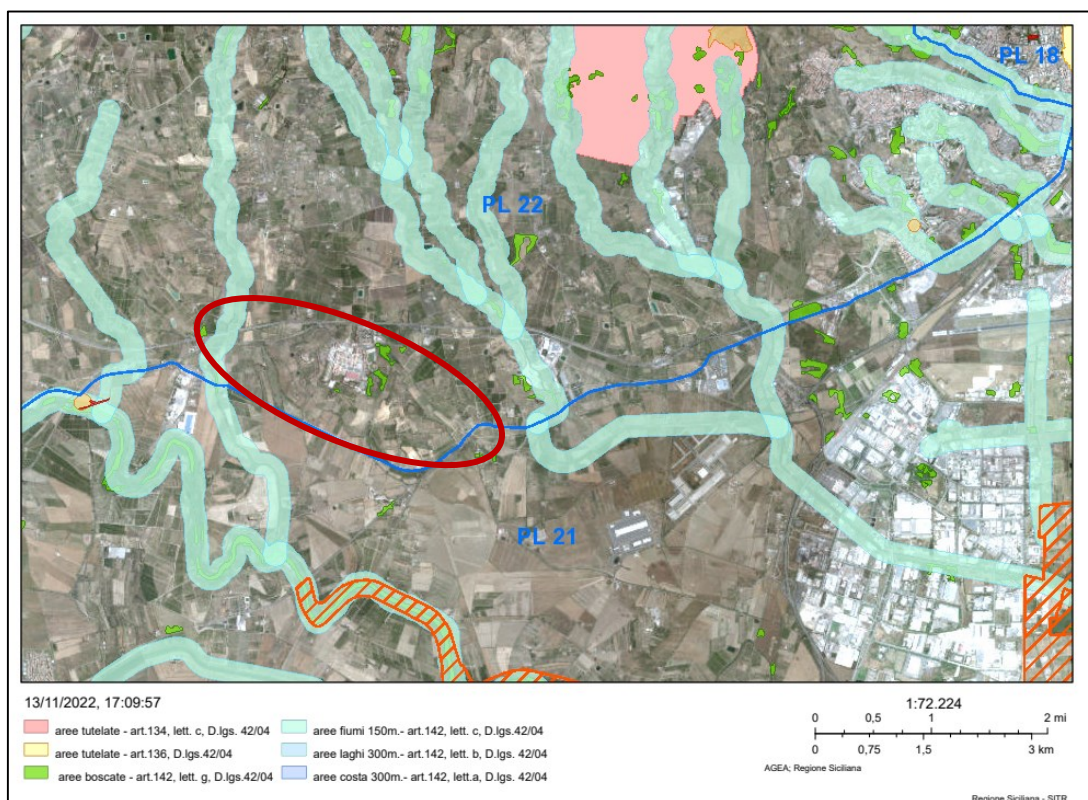 PL 18
PL 22
PL 21
13/11/2022, 17:09:57
aree tutelate - art.134, lett. c, D.lgs. 42/04
aree tutelate - art.136, D.lgs.42/04
aree boscate - art.142, lett. g, D.lgs.42/04
aree fiumi 150m.- art.142, lett. c, D.lgs.42/04
aree laghi 300m.- art.142, lett. b, D.lgs. 42/04
aree costa 300m.- art.142, lett.a, D.lgs. 42/04
1:72.224
0 0,5 1 2 mi
0 0,75 1,5 3 km
AGEA; Regione Siciliana
Regione Siciliana - SITR